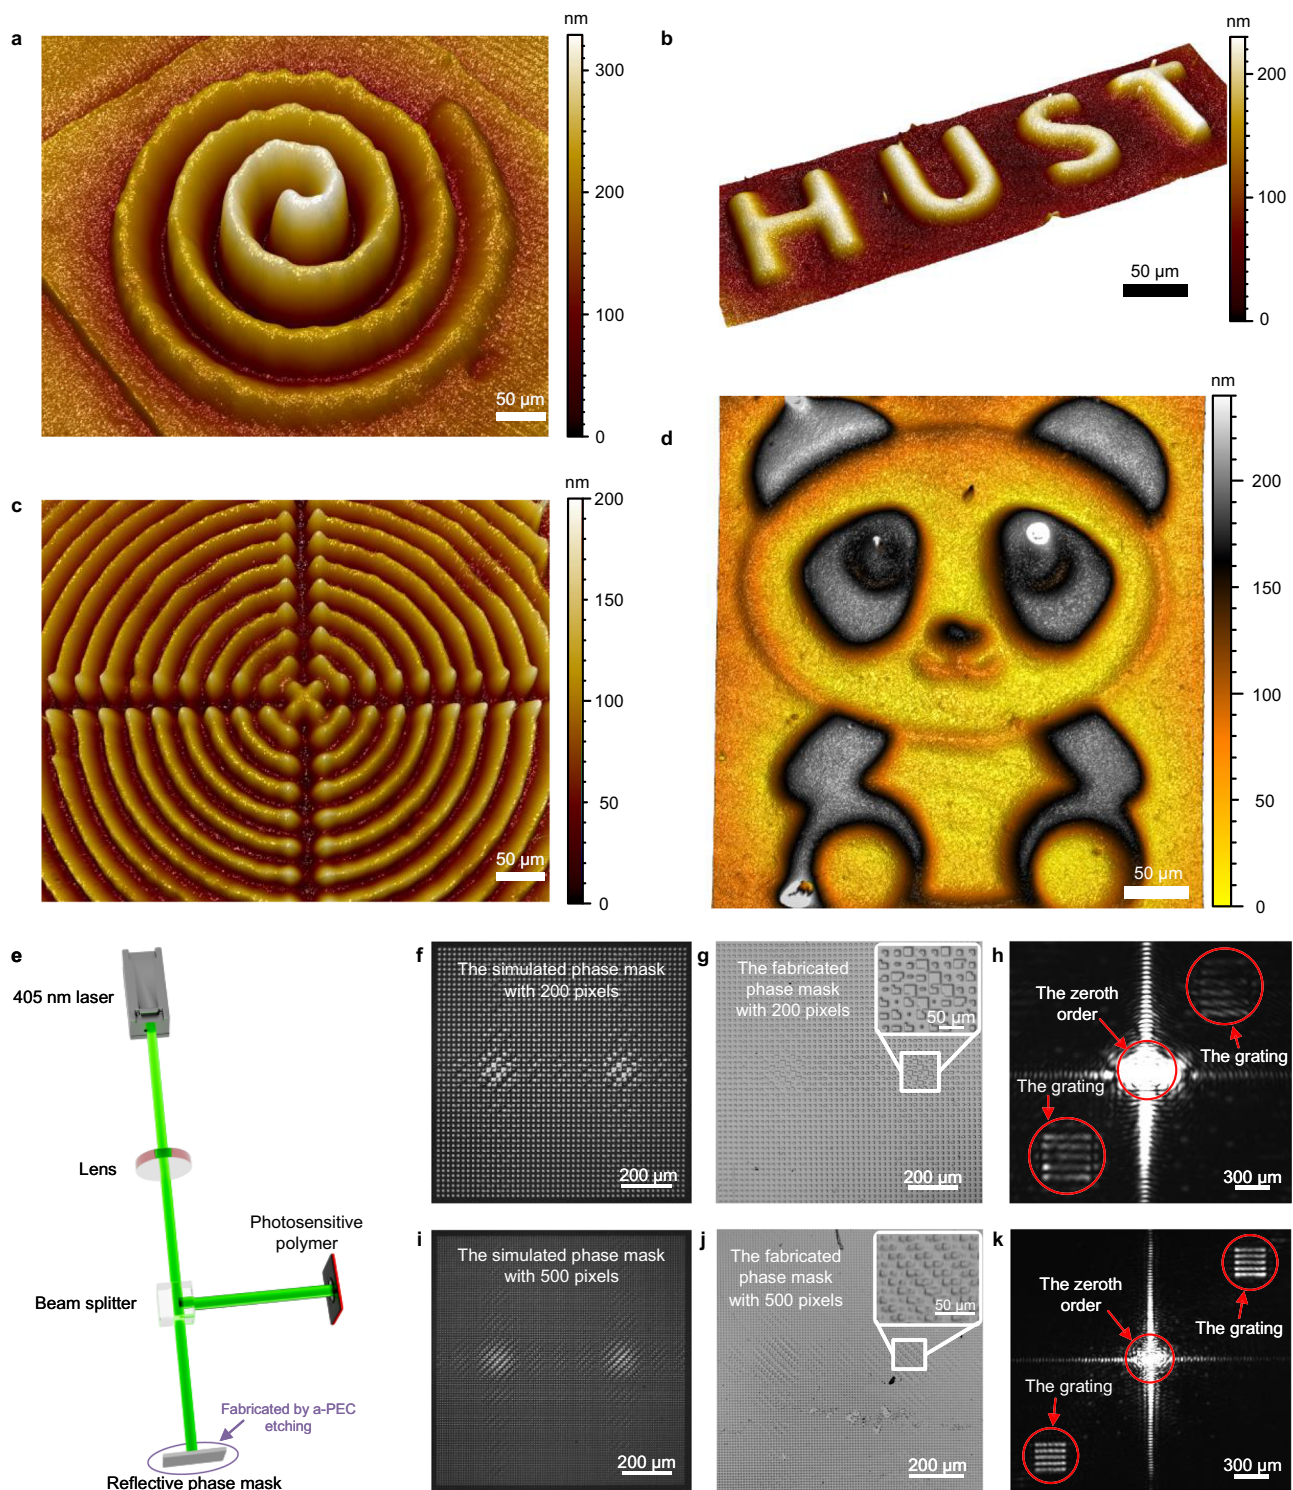 a
nm
300
200
100
0
50 µm
b
nm
200
100
0
HUST
50 µm
c
nm
200
150
100
50
0
50 µm
d
nm
200
150
100
50
0
50 µm
e
405 nm laser
Lens
Photosensitive
polymer
Beam splitter
Fabricated by a-PEC
etching
Reflective phase mask
f
The simulated phase mask
with 200 pixels
200 µm
g
The fabricated
phase mask
with 200 pixels
50 µm
200 µm
h
The zeroth
order
The grating
The grating
300 µm
i
The simulated phase mask
with 500 pixels
200 µm
j
The fabricated
phase mask
with 500 pixels
50 µm
200 µm
k
The zeroth
order
The grating
The grating
300 µm